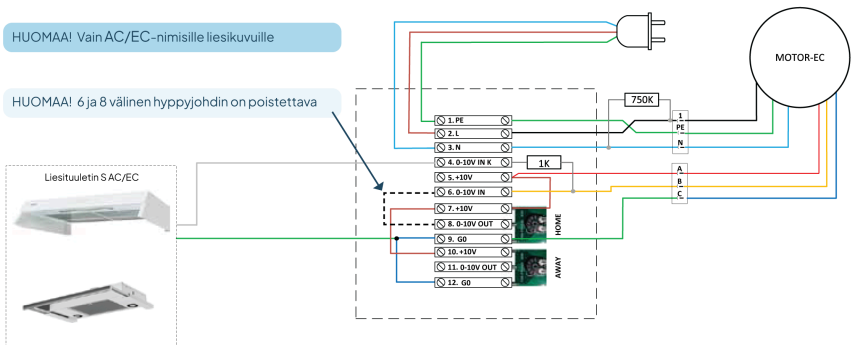 HUOMAA! Vain AC/EC-nimisille liesikuvuille
HUOMAA! 6 ja 8 välinen hyppyjohdin on poistettava
Liesituuletin S AC/EC
1. PE
2. L
3. N
4. 0-10V IN K
5. +10V
6. 0-10V IN
7. +10V
8. 0-10V OUT
9. G0
10. +10V
11. 0-10V OUT
12. G0
HOME
AWAY
750K
1K
1
PE
N
A
B
C
MOTOR-EC